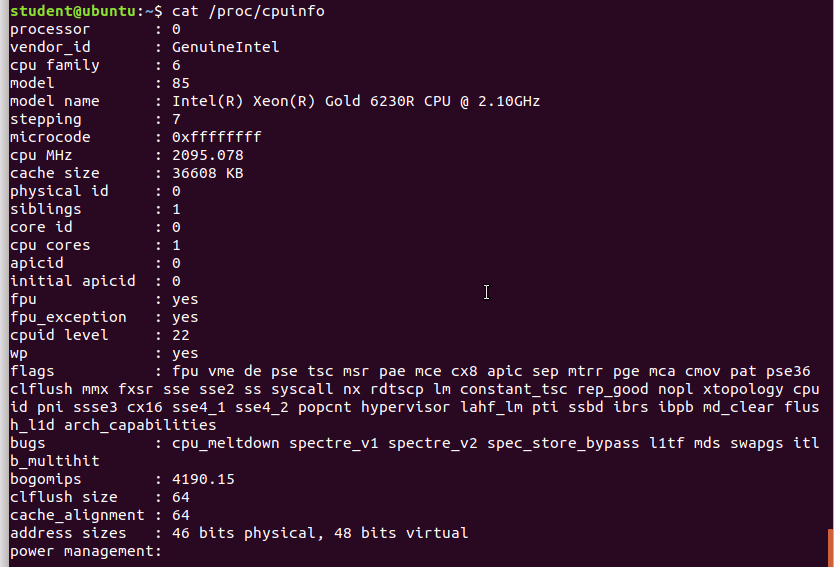 student@ubuntu:~$ cat /proc/cpuinfo
processor : 0
vendor_id : GenuineIntel
cpu family : 6
model : 85
model name : Intel(R) Xeon(R) Gold 6230R CPU @ 2.10GHz
stepping : 7
microcode : 0xffffffff
cpu MHz : 2095.078
cache size : 36608 KB
physical id : 0
siblings : 1
core id : 0
cpu cores : 1
apicid : 0
initial apicid : 0
fpu : yes
fpu_exception : yes
cpuid level : 22
wp : yes
flags : fpu vme de pse tsc msr pae mce cx8 apic sep mtrr pge mca cmov pat pse36
clflush mmx fxsr sse sse2 ss syscall nx rdtscp lm constant_tsc rep_good nopl xtopology cpu
id pni ssse3 cx16 sse4_1 sse4_2 popcnt hypervisor lahf_lm pti ssbd ibrs ibpb md_clear flus
h_l1d arch_capabilities
bugs : cpu_meltdown spectre_v1 spectre_v2 spec_store_bypass l1tf mds swapgs itl
b_multihit
bogomips : 4190.15
clflush size : 64
cache_alignment : 64
address sizes : 46 bits physical, 48 bits virtual
power management: